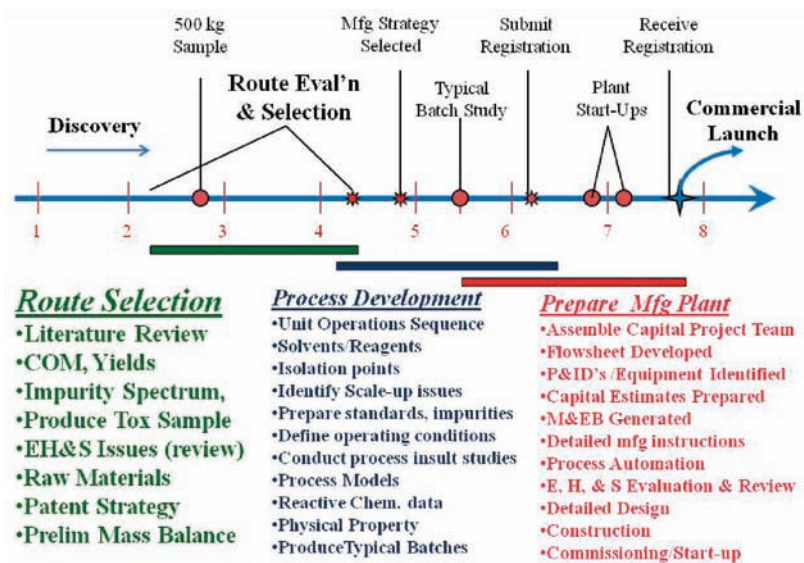 500 kg
Sample
Mfg Strategy
Selected
Submit
Registration
Receive
Registration
Route Eval'n
& Selection
Typical
Batch Study
Plant
Start-Ups
Commercial
Launch
Discovery
1 2 3 4 5 6 7 8
Route Selection
•Literature Review
•COM, Yields
•Impurity Spectrum,
•Produce Tox Sample
•EH&S Issues (review)
•Raw Materials
•Patent Strategy
•Prelim Mass Balance
Process Development
•Unit Operations Sequence
•Solvents/Reagents
•Isolation points
•Identify Scale-up issues
•Prepare standards, impurities
•Define operating conditions
•Conduct process insult studies
•Process Models
•Reactive Chem. data
•Physical Property
•ProduceTypical Batches
Prepare Mfg Plant
•Assemble Capital Project Team
•Flowsheet Developed
•P&ID's /Equipment Identified
•Capital Estimates Prepared
•M&EB Generated
•Detailed mfg instructions
•Process Automation
•E, H, & S Evaluation & Review
•Detailed Design
•Construction
•Commissioning/Start-up